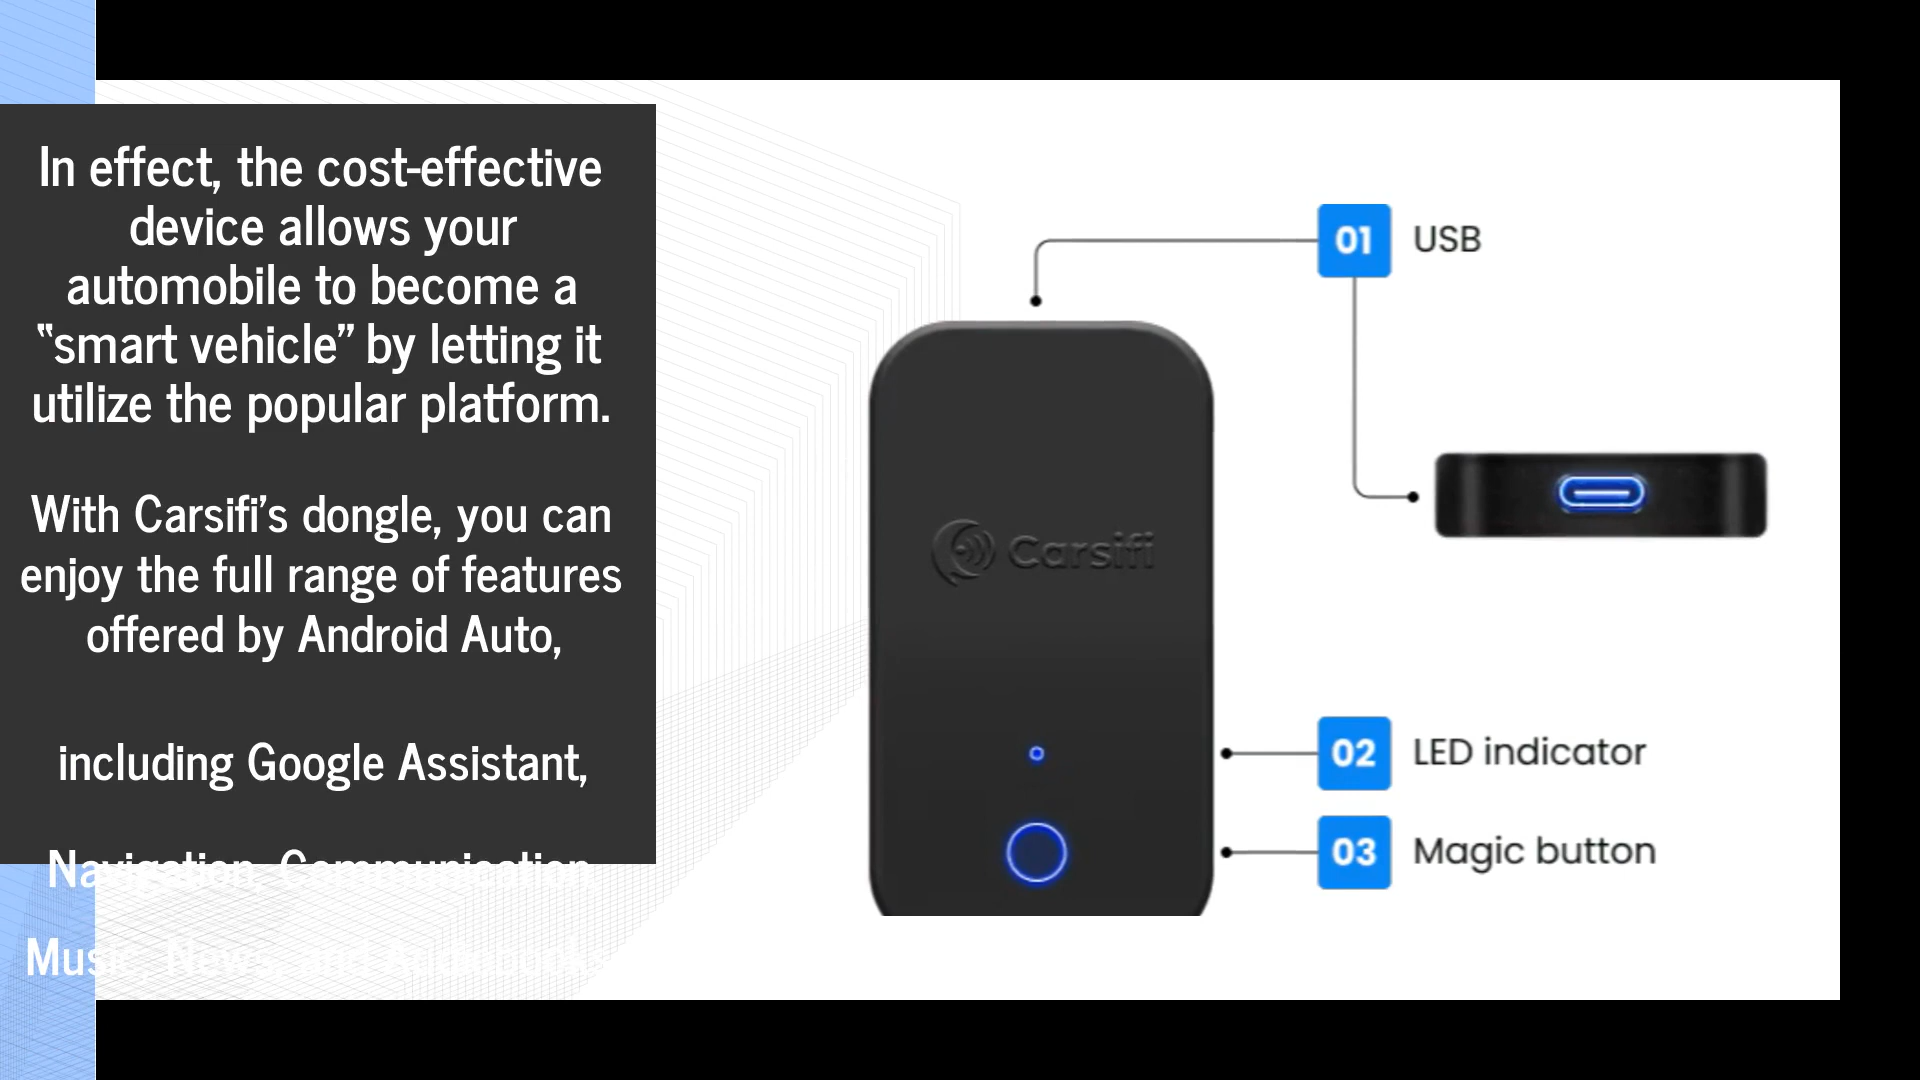 In effect, the cost-effective
device allows your
automobile to become a
“smart vehicle” by letting it
utilize the popular platform.
With Carsifi’s dongle, you can
enjoy the full range of features
offered by Android Auto,
including Google Assistant,
Navigation, Communication,
Music, News, and Audiobooks
01 USB
Carsifi
02 LED indicator
03 Magic button